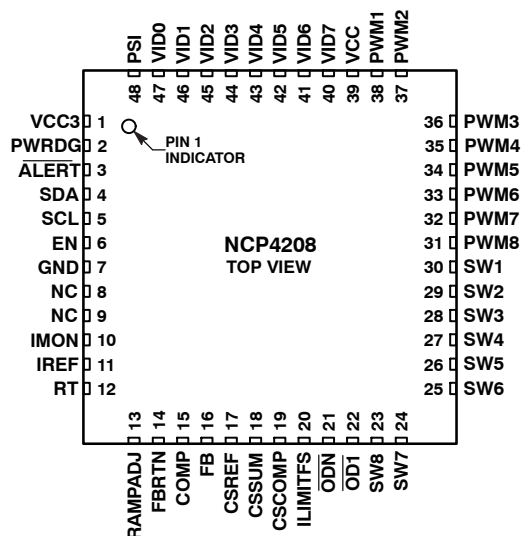 PSI
VID0
VID1
VID2
VID3
VID4
VID5
VID6
VID7
VCC
PWM1
PWM2
48
47
46
45
44
43
42
41
40
39
38
37
VCC3 1
PWRDG 2
ALERT 3
SDA 4
SCL 5
EN 6
GND 7
NC 8
NC 9
IMON 10
IREF 11
RT 12
PIN 1
INDICATOR
NCP4208
TOP VIEW
36 PWM3
35 PWM4
34 PWM5
33 PWM6
32 PWM7
31 PWM8
30 SW1
29 SW2
28 SW3
27 SW4
26 SW5
25 SW6
13
14
15
16
17
18
19
20
21
22
23
24
RAMPADJ
FBRTN
COMP
FB
CSREF
CSSUM
CSCOMP
ILIMITFS
ODN
OD1
SW8
SW7